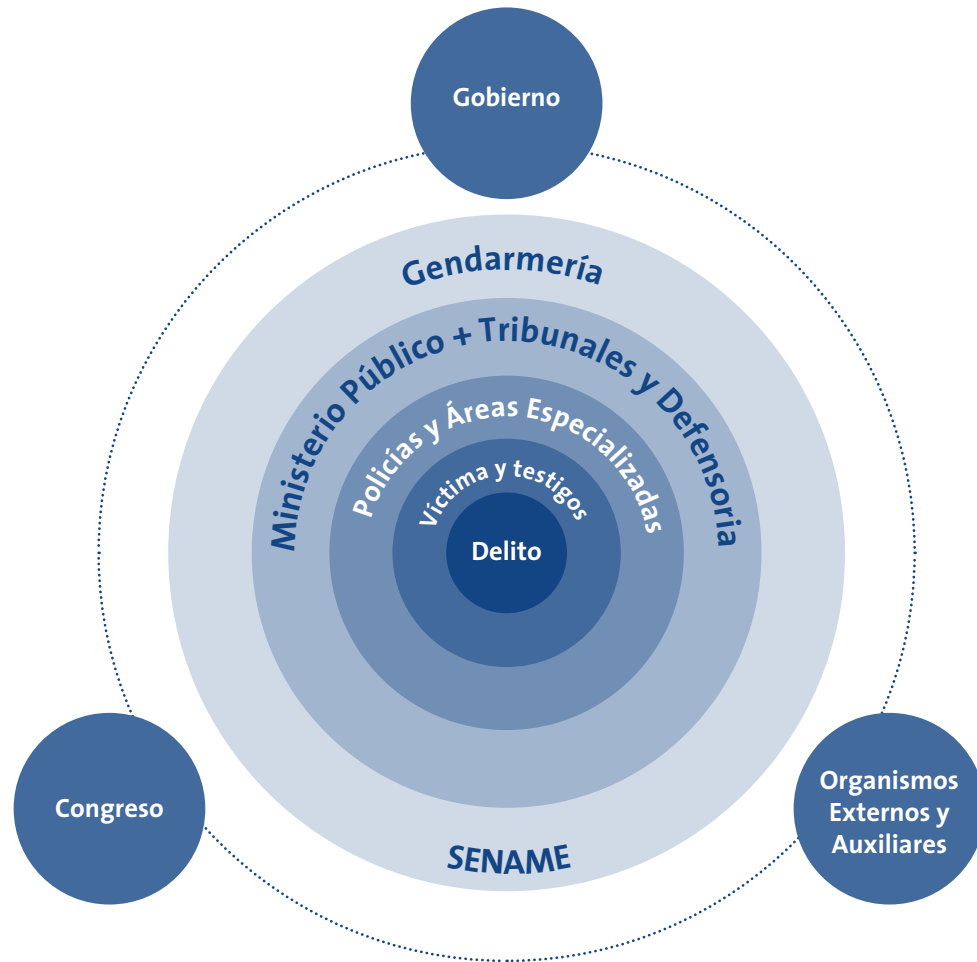 Gobierno
Gendarmería
Ministerio Público + Tribunales y Defensoria
Policías y Áreas Especializadas
Víctima y testigos
Delito
Congreso
Organismos
Externos y
Auxiliares
SENAME